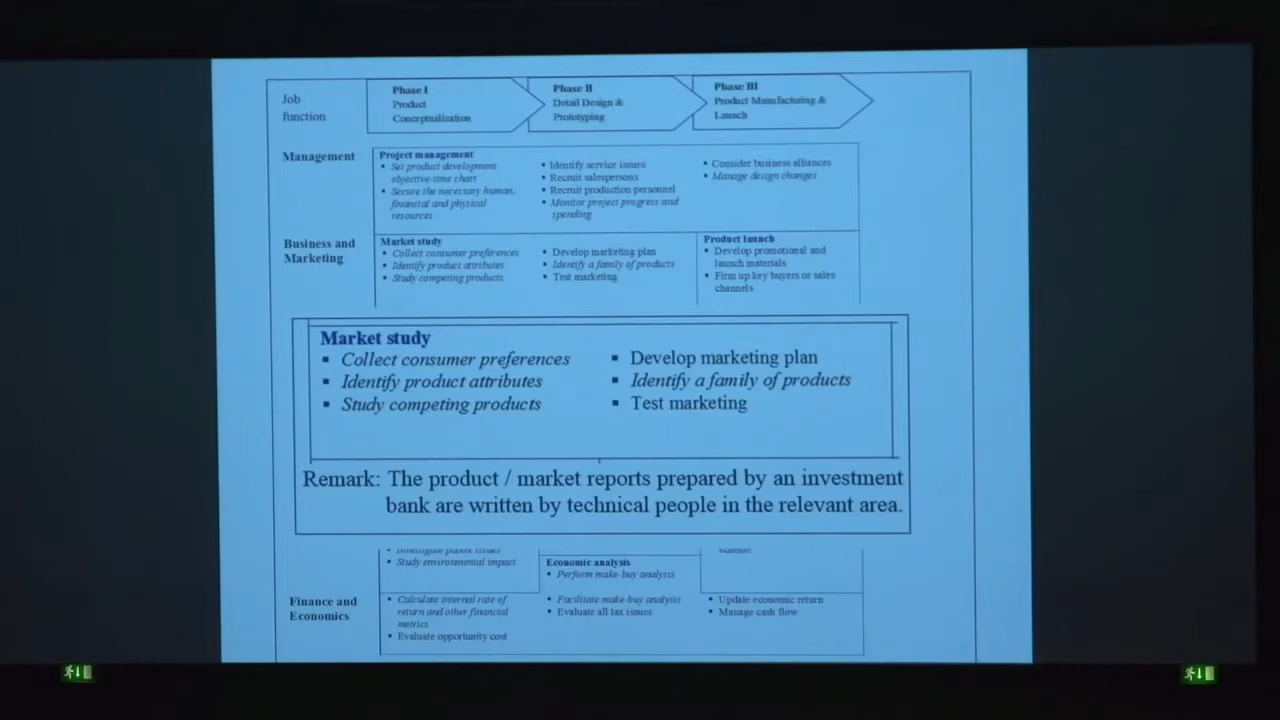 Job
function
Phase I
Product
Conceptualization
Phase II
Detail Design &
Prototyping
Phase III
Product Manufacturing &
Launch
Management
Project management
▪ Set product development
objective-time chart
▪ Secure the necessary human,
financial and physical
resources
▪ Identify service issues
▪ Recruit salespersons
▪ Recruit production personnel
▪ Monitor project progress and
spending
▪ Consider business alliances
▪ Manage design changes
Business and
Marketing
Market study
▪ Collect consumer preferences
▪ Identify product attributes
▪ Study competing products
▪ Develop marketing plan
▪ Identify a family of products
▪ Test marketing
Product launch
▪ Develop promotional and
launch materials
▪ Firm up key buyers or sales
channels
Market study
▪ Collect consumer preferences
▪ Identify product attributes
▪ Study competing products
▪ Develop marketing plan
▪ Identify a family of products
▪ Test marketing
Remark: The product / market reports prepared by an investment
bank are written by technical people in the relevant area.
▪ Study environmental impact
Economic analysis
▪ Perform make-buy analysis
Finance and
Economics
▪ Calculate internal rate of
return and other financial
metrics
▪ Evaluate opportunity cost
▪ Facilitate make-buy analysis
▪ Evaluate all tax issues
▪ Update economic return
▪ Manage cash flow